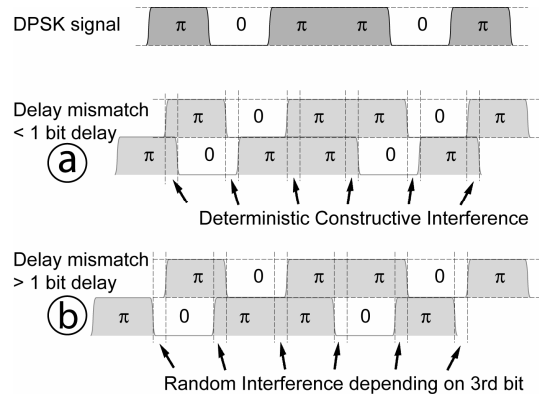 DPSK signal π 0 π π 0 π
Delay mismatch
< 1 bit delay
π 0 π π 0 π
π 0 π π 0 π
a
Deterministic Constructive Interference
Delay mismatch
> 1 bit delay
π 0 π π 0 π
π 0 π π 0 π
b
Random Interference depending on 3rd bit